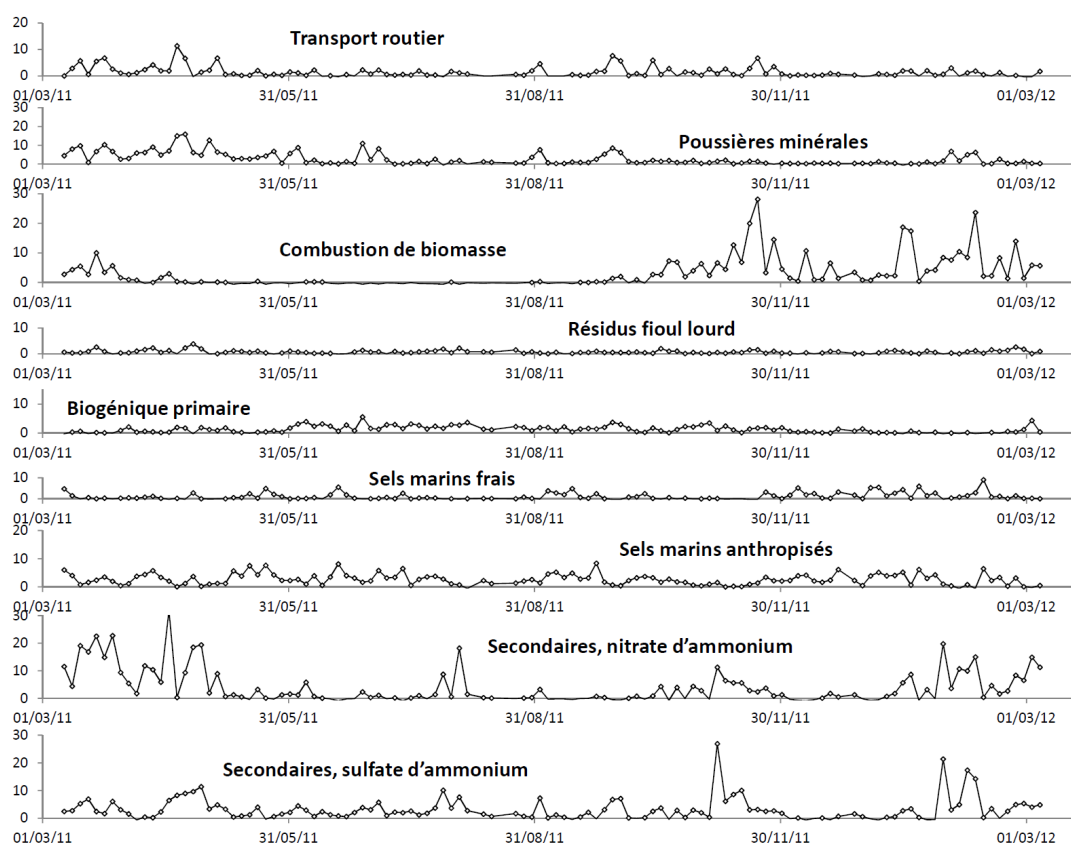 20
Transport routier
10
0
01/03/11 31/05/11 31/08/11 30/11/11 01/03/12
30
20
Poussières minérales
10
0
01/03/11 31/05/11 31/08/11 30/11/11 01/03/12
30
20
Combustion de biomasse
10
0
01/03/11 31/05/11 31/08/11 30/11/11 01/03/12
10
Résidus fioul lourd
0
01/03/11 31/05/11 31/08/11 30/11/11 01/03/12
10
Biogénique primaire
0
01/03/11 31/05/11 31/08/11 30/11/11 01/03/12
10
Sels marins frais
0
01/03/11 31/05/11 31/08/11 30/11/11 01/03/12
20
Sels marins anthropisés
10
0
01/03/11 31/05/11 31/08/11 30/11/11 01/03/12
30
Secondaires, nitrate d’ammonium
20
10
0
01/03/11 31/05/11 31/08/11 30/11/11 01/03/12
30
Secondaires, sulfate d’ammonium
20
10
0
01/03/11 31/05/11 31/08/11 30/11/11 01/03/12